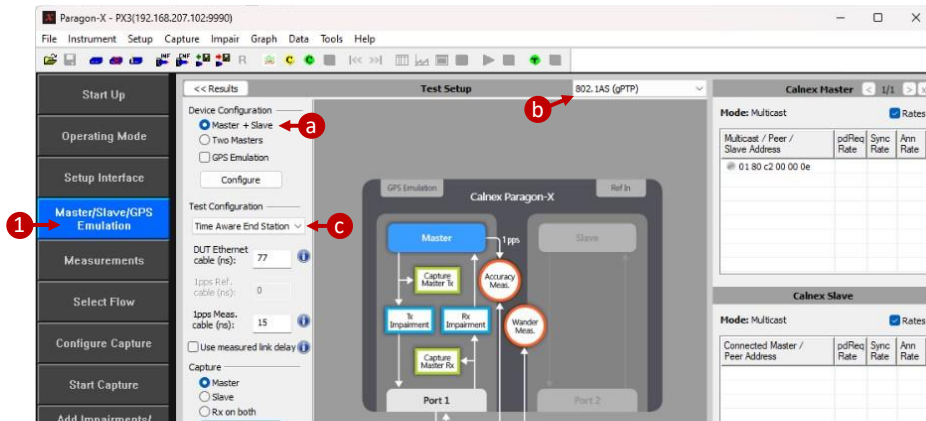 Paragon-X - PX3(192.168.207.102:9990)
File Instrument Setup Capture Impair Graph Data Tools Help
Start Up
Operating Mode
Setup Interface
1
Master/Slave/GPS
Emulation
Measurements
Select Flow
Configure Capture
Start Capture
Add Impairments/
<< Results
Test Setup
b
802.1AS (gPTP)
Device Configuration
Master + Slave
a
Two Masters
GPS Emulation
Configure
Test Configuration
Time Aware End Station
c
DUT Ethernet
cable (ns): 77
1pps Ref.
cable (ns): 0
1pps Meas.
cable (ns): 15
Use measured link delay
Capture
Master
Slave
Rx on both
GPS Emulation
Calnex Paragon-X
Ref In
Master
1pps
Slave
Capture
Master Tx
Accuracy
Meas.
Tx
Impairment
Rx
Impairment
Wander
Meas.
Capture
Master Rx
Port 1
Port 2
Calnex Master < 1/1 >
Mode: Multicast
Rates
Multicast / Peer /
Slave Address
pdReq
Rate
Sync
Rate
Ann
Rate
01 80 c2 00 00 0e
Calnex Slave
Mode: Multicast
Rates
Connected Master /
Peer Address
pdReq
Rate
Sync
Rate
Ann
Rate